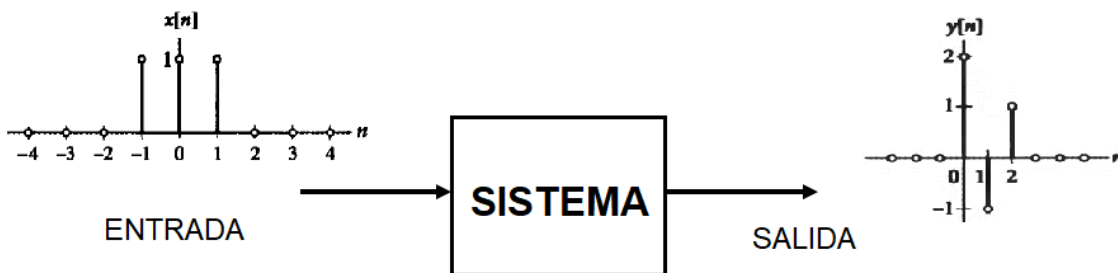 x[n]
1
n
-4 -3 -2 -1 0 1 2 3 4
ENTRADA
SISTEMA
SALIDA
y[n]
2
1
0 1 2
-1